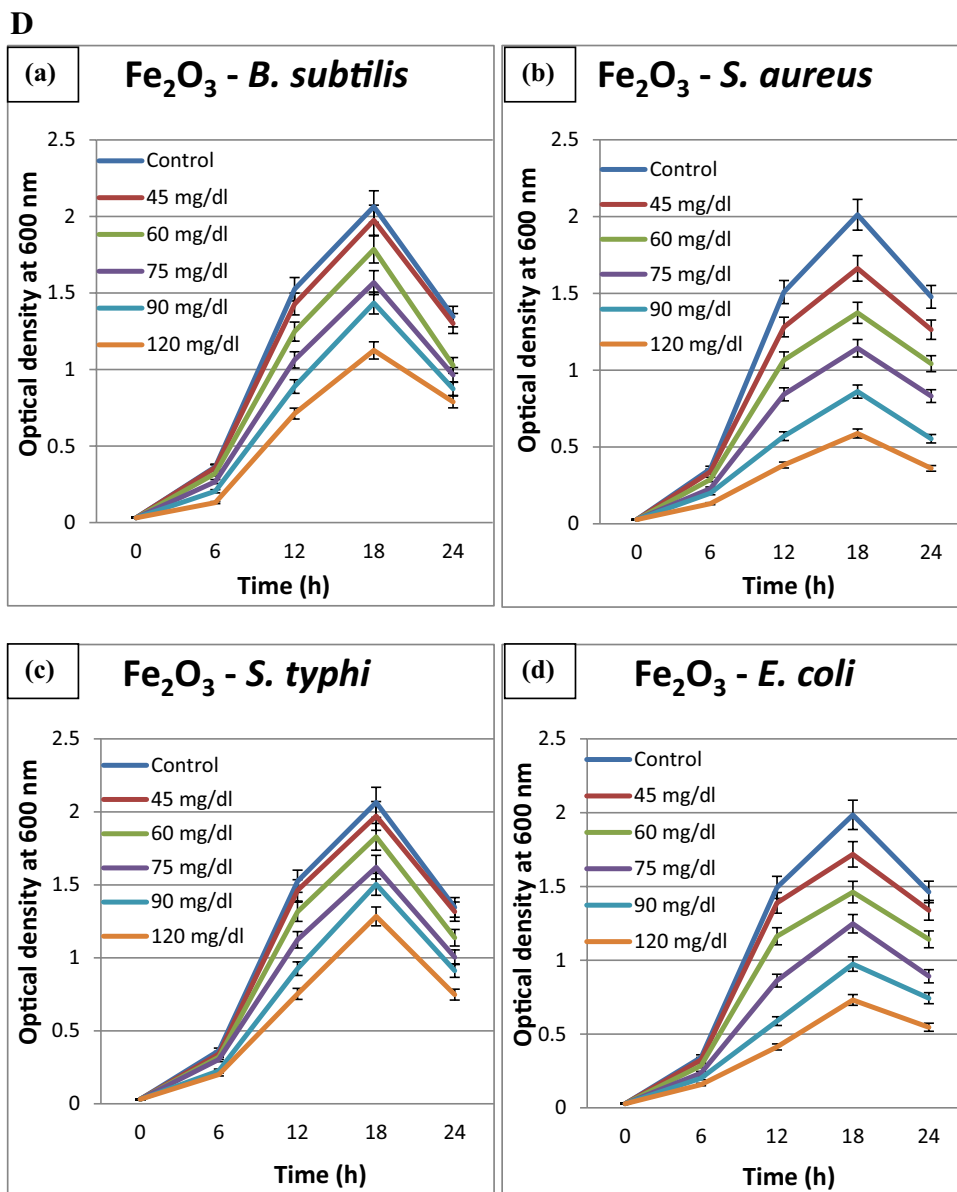 D
(a)
Fe₂O₃ - B. subtilis
Optical density at 600 nm
2.5
2
1.5
1
0.5
0
Control
45 mg/dl
60 mg/dl
75 mg/dl
90 mg/dl
120 mg/dl
0 6 12 18 24
Time (h)
(b)
Fe₂O₃ - S. aureus
Optical density at 600 nm
2.5
2
1.5
1
0.5
0
Control
45 mg/dl
60 mg/dl
75 mg/dl
90 mg/dl
120 mg/dl
0 6 12 18 24
Time (h)
(c)
Fe₂O₃ - S. typhi
Optical density at 600 nm
2.5
2
1.5
1
0.5
0
Control
45 mg/dl
60 mg/dl
75 mg/dl
90 mg/dl
120 mg/dl
0 6 12 18 24
Time (h)
(d)
Fe₂O₃ - E. coli
Optical density at 600 nm
2.5
2
1.5
1
0.5
0
Control
45 mg/dl
60 mg/dl
75 mg/dl
90 mg/dl
120 mg/dl
0 6 12 18 24
Time (h)